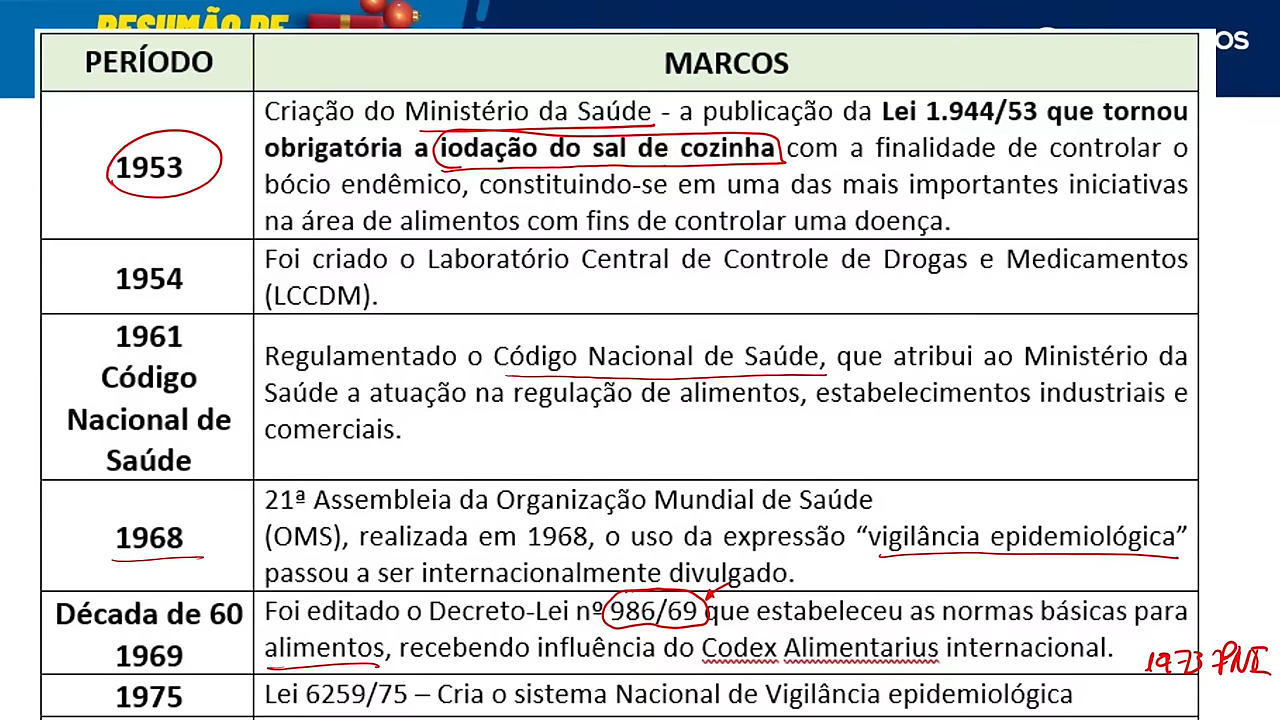 RESUMÃO DE
OS
PERÍODO
MARCOS
1953
Criação do Ministério da Saúde - a publicação da Lei 1.944/53 que tornou
obrigatória a iodação do sal de cozinha com a finalidade de controlar o
bócio endêmico, constituindo-se em uma das mais importantes iniciativas
na área de alimentos com fins de controlar uma doença.
1954
Foi criado o Laboratório Central de Controle de Drogas e Medicamentos
(LCCDM).
1961
Código
Nacional de
Saúde
Regulamentado o Código Nacional de Saúde, que atribui ao Ministério da
Saúde a atuação na regulação de alimentos, estabelecimentos industriais e
comerciais.
1968
21ª Assembleia da Organização Mundial de Saúde
(OMS), realizada em 1968, o uso da expressão “vigilância epidemiológica”
passou a ser internacionalmente divulgado.
Década de 60
1969
Foi editado o Decreto-Lei nº 986/69 que estabeleceu as normas básicas para
alimentos, recebendo influência do Codex Alimentarius internacional.
1973 PNI
1975
Lei 6259/75 – Cria o sistema Nacional de Vigilância epidemiológica